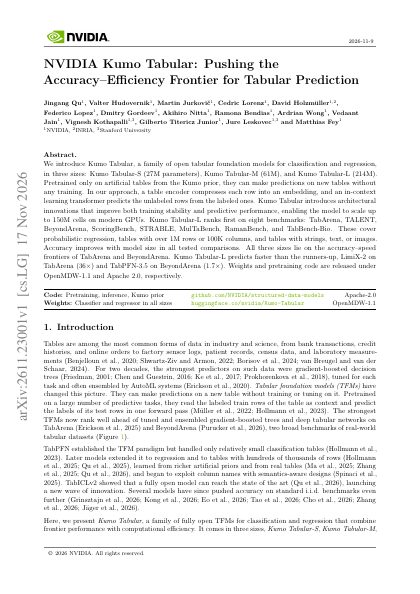 NVIDIA.
2026-11-9
NVIDIA Kumo Tabular: Pushing the
Accuracy–Efficiency Frontier for Tabular Prediction
Jingang Qu¹, Valter Hudovernik¹, Martin Jurkovič¹, Cedric Lorenz¹, David Holzmüller¹,²,
Federico Lopez¹, Dmitry Gordeev¹, Akihiro Nitta¹, Ramona Bendias¹, Ardrian Wong¹, Vedant
Jain¹, Vignesh Kothapalli¹,³, Gilberto Titericz Junior¹, Jure Leskovec¹,³ and Matthias Fey¹
¹NVIDIA, ²INRIA, ³Stanford University
Abstract.
We introduce Kumo Tabular, a family of open tabular foundation models for classification and regression,
in three sizes: Kumo Tabular-S (27M parameters), Kumo Tabular-M (61M), and Kumo Tabular-L (214M).
Pretrained only on artificial tables from the Kumo prior, they can make predictions on new tables without
any training. In our approach, a table encoder compresses each row into an embedding, and an in-context
learning transformer predicts the unlabeled rows from the labeled ones. Kumo Tabular introduces architectural
innovations that improve both training stability and predictive performance, enabling the model to scale up
to 150M cells on modern GPUs. Kumo Tabular-L ranks first on eight benchmarks: TabArena, TALENT,
BeyondArena, ScoringBench, STRABLE, MulTaBench, RamanBench, and TabBench-Bio. These cover
probabilistic regression, tables with over 1M rows or 100K columns, and tables with strings, text, or images.
Accuracy improves with model size in all tested comparisons. All three sizes lie on the accuracy–speed
frontiers of TabArena and BeyondArena. Kumo Tabular-L predicts faster than the runners-up, LimiX-2 on
TabArena (36×) and TabPFN-3.5 on BeyondArena (1.7×). Weights and pretraining code are released under
OpenMDW-1.1 and Apache 2.0, respectively.
Code: Pretraining, inference, Kumo prior github.com/NVIDIA/structured-data-models Apache-2.0
Weights: Classifier and regressor in all sizes huggingface.co/nvidia/Kumo-Tabular OpenMDW-1.1
1. Introduction
Tables are among the most common forms of data in industry and science, from bank transactions, credit
histories, and online orders to factory sensor logs, patient records, census data, and laboratory measure-
ments (Benjelloun et al., 2020; Shwartz-Ziv and Armon, 2022; Borisov et al., 2024; van Breugel and van der
Schaar, 2024). For two decades, the strongest predictors on such data were gradient-boosted decision
trees (Friedman, 2001; Chen and Guestrin, 2016; Ke et al., 2017; Prokhorenkova et al., 2018), tuned for each
task and often ensembled by AutoML systems (Erickson et al., 2020). Tabular foundation models (TFMs) have
changed this picture. They can make predictions on a new table without training or tuning on it. Pretrained
on a large number of predictive tasks, they read the labeled train rows of the table as context and predict
the labels of its test rows in one forward pass (Müller et al., 2022; Hollmann et al., 2023). The strongest
TFMs now rank well ahead of tuned and ensembled gradient-boosted trees and deep tabular networks on
TabArena (Erickson et al., 2025) and BeyondArena (Purucker et al., 2026), two broad benchmarks of real-world
tabular datasets (Figure 1).
TabPFN established the TFM paradigm but handled only relatively small classification tables (Hollmann et al.,
2023). Later models extended it to regression and to tables with hundreds of thousands of rows (Hollmann
et al., 2025; Qu et al., 2025), learned from richer artificial priors and from real tables (Ma et al., 2025; Zhang
et al., 2025; Qu et al., 2026), and began to exploit column names with semantics-aware designs (Spinaci et al.,
2025). TabICLv2 showed that a fully open model can reach the state of the art (Qu et al., 2026), launching
a new wave of innovation. Several models have since pushed accuracy on standard i.i.d. benchmarks even
further (Grinsztajn et al., 2026; Kong et al., 2026; Eo et al., 2026; Tao et al., 2026; Cho et al., 2026; Zhang
et al., 2026; Jäger et al., 2026).
Here, we present Kumo Tabular, a family of fully open TFMs for classification and regression that combine
frontier performance with computational efficiency. It comes in three sizes, Kumo Tabular-S, Kumo Tabular-M,
© 2026 NVIDIA. All rights reserved.
arXiv:2611.23001v1 [cs.LG] 17 Nov 2026